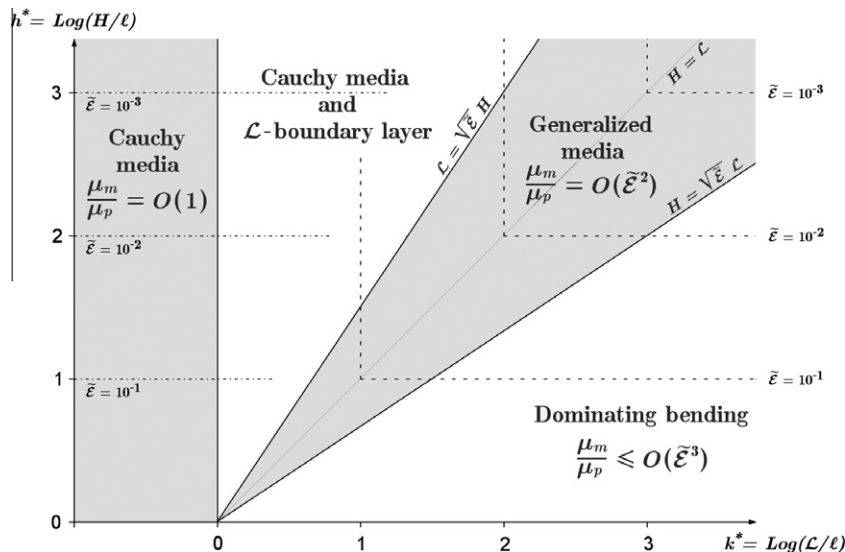 h* = Log(H/ℓ)
3
2
1
0
ε̃ = 10⁻³
ε̃ = 10⁻²
ε̃ = 10⁻¹
Cauchy
media
μₘ/μₚ = O(1)
Cauchy media
and
ℒ-boundary layer
ℒ = √ε̃ H
Generalized
media
μₘ/μₚ = O(ε̃²)
H = ℒ
H = √ε̃ ℒ
ε̃ = 10⁻³
ε̃ = 10⁻²
ε̃ = 10⁻¹
Dominating bending
μₘ/μₚ ⩽ O(ε̃³)
0
1
2
3
k* = Log(ℒ/ℓ)